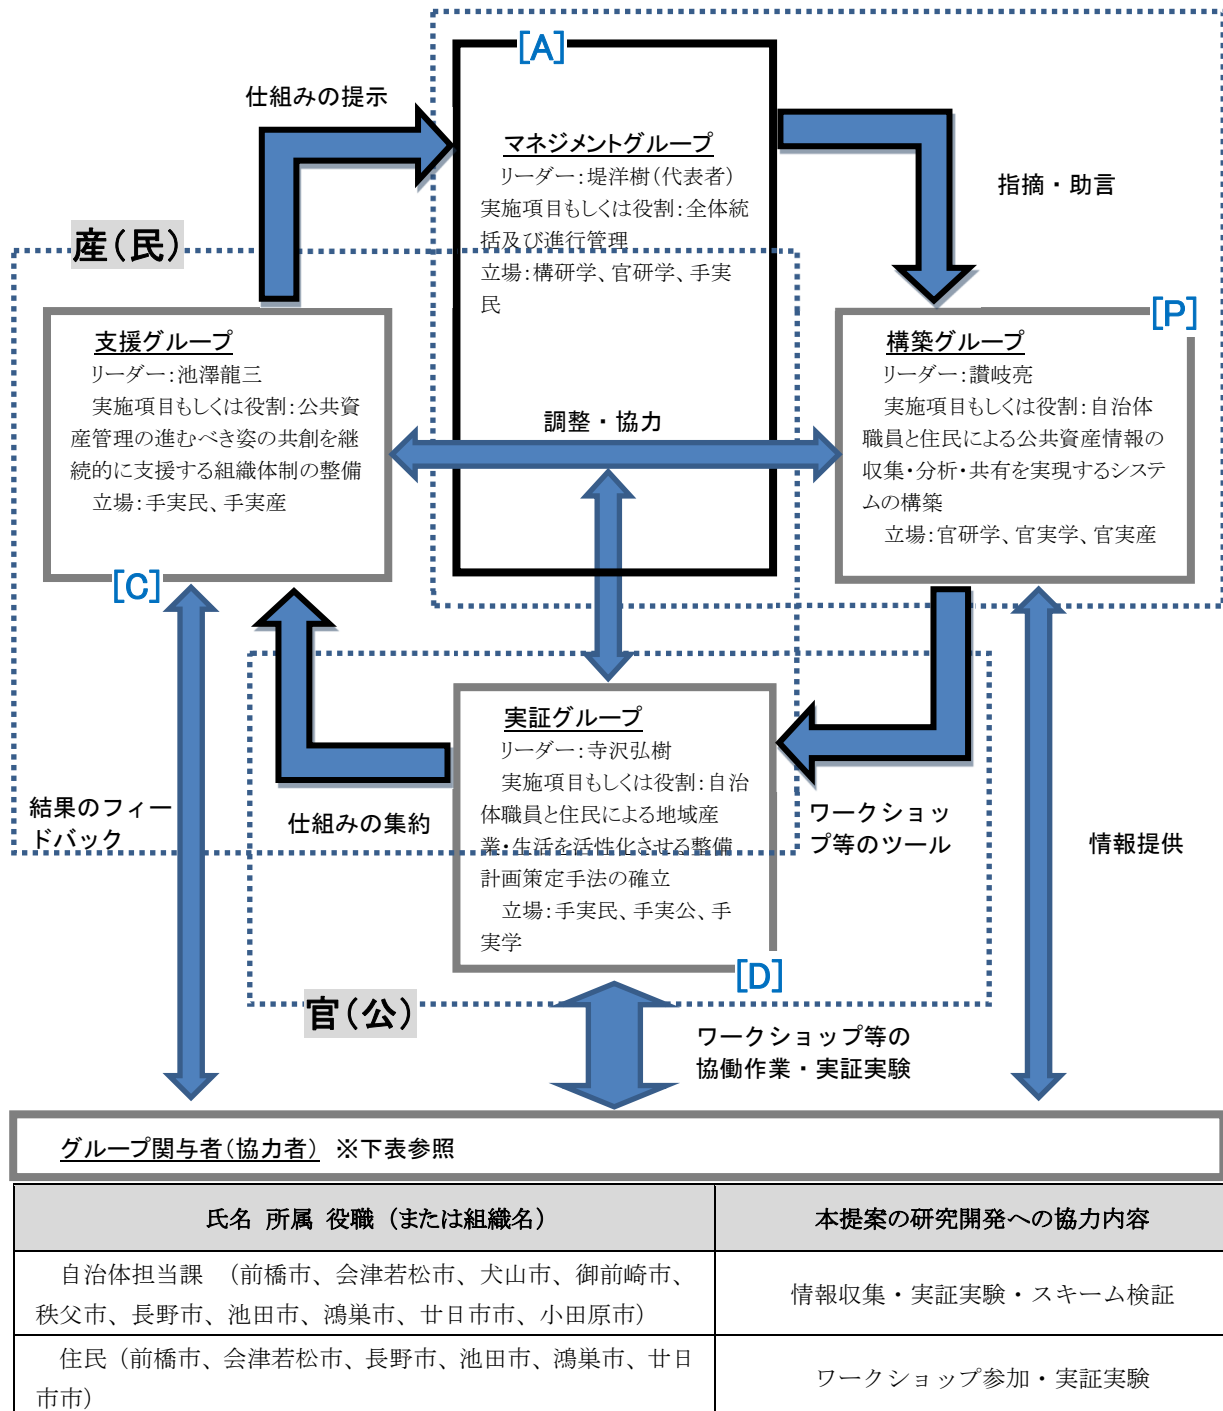 [A]
仕組みの提示
マネジメントグループ
リーダー：堤洋樹（代表者）
実施項目もしくは役割：全体統
括及び進行管理
立場：構研学、官研学、手実
民
指摘・助言
産（民）
[P]
支援グループ
リーダー：池澤龍三
実施項目もしくは役割：公共資
産管理の進むべき姿の共創を継
続的に支援する組織体制の整備
立場：手実民、手実産
[C]
調整・協力
構築グループ
リーダー：讃岐亮
実施項目もしくは役割：自治体
職員と住民による公共資産情報の
収集・分析・共有を実現するシステ
ムの構築
立場：官研学、官実学、官実産
実証グループ
リーダー：寺沢弘樹
実施項目もしくは役割：自治
体職員と住民による地域産
業・生活を活性化させる整備
計画策定手法の確立
立場：手実民、手実公、手
実学
[D]
結果のフィー
ドバック
仕組みの集約
ワークショッ
プ等のツール
情報提供
官（公）
ワークショップ等の
協働作業・実証実験
グループ関与者（協力者） ※下表参照
氏名 所属 役職 （または組織名）
本提案の研究開発への協力内容
自治体担当課 （前橋市、会津若松市、犬山市、御前崎市、
秩父市、長野市、池田市、鴻巣市、廿日市市、小田原市）
情報収集・実証実験・スキーム検証
住民（前橋市、会津若松市、長野市、池田市、鴻巣市、廿日
市市）
ワークショップ参加・実証実験